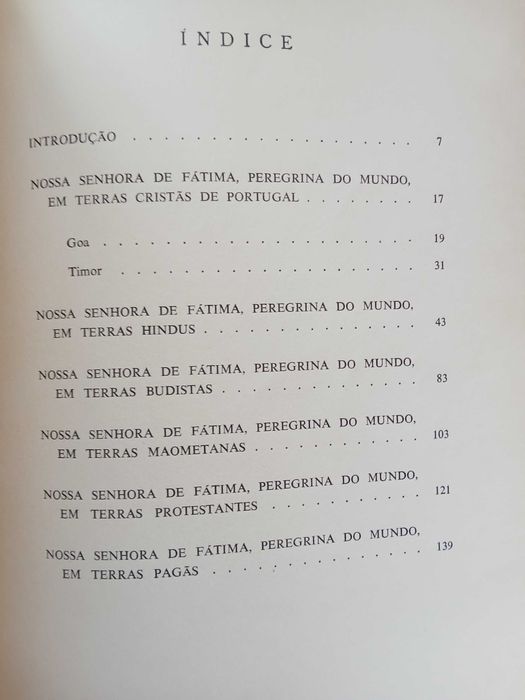 ÍNDICE
INTRODUÇÃO . . . . . . . . . . . . . . . . . . 7
NOSSA SENHORA DE FÁTIMA, PEREGRINA DO MUNDO,
EM TERRAS CRISTÃS DE PORTUGAL . . . . . . . . 17
Goa . . . . . . . . . . . . . . . . . . . . 19
Timor . . . . . . . . . . . . . . . . . . . 31
NOSSA SENHORA DE FÁTIMA, PEREGRINA DO MUNDO,
EM TERRAS HINDUS . . . . . . . . . . . . . . 43
NOSSA SENHORA DE FÁTIMA, PEREGRINA DO MUNDO,
EM TERRAS BUDISTAS . . . . . . . . . . . . . 83
NOSSA SENHORA DE FÁTIMA, PEREGRINA DO MUNDO,
EM TERRAS MAOMETANAS . . . . . . . . . . . 103
NOSSA SENHORA DE FÁTIMA, PEREGRINA DO MUNDO,
EM TERRAS PROTESTANTES . . . . . . . . . . 121
NOSSA SENHORA DE FÁTIMA, PEREGRINA DO MUNDO,
EM TERRAS PAGÃS . . . . . . . . . . . . . . 139